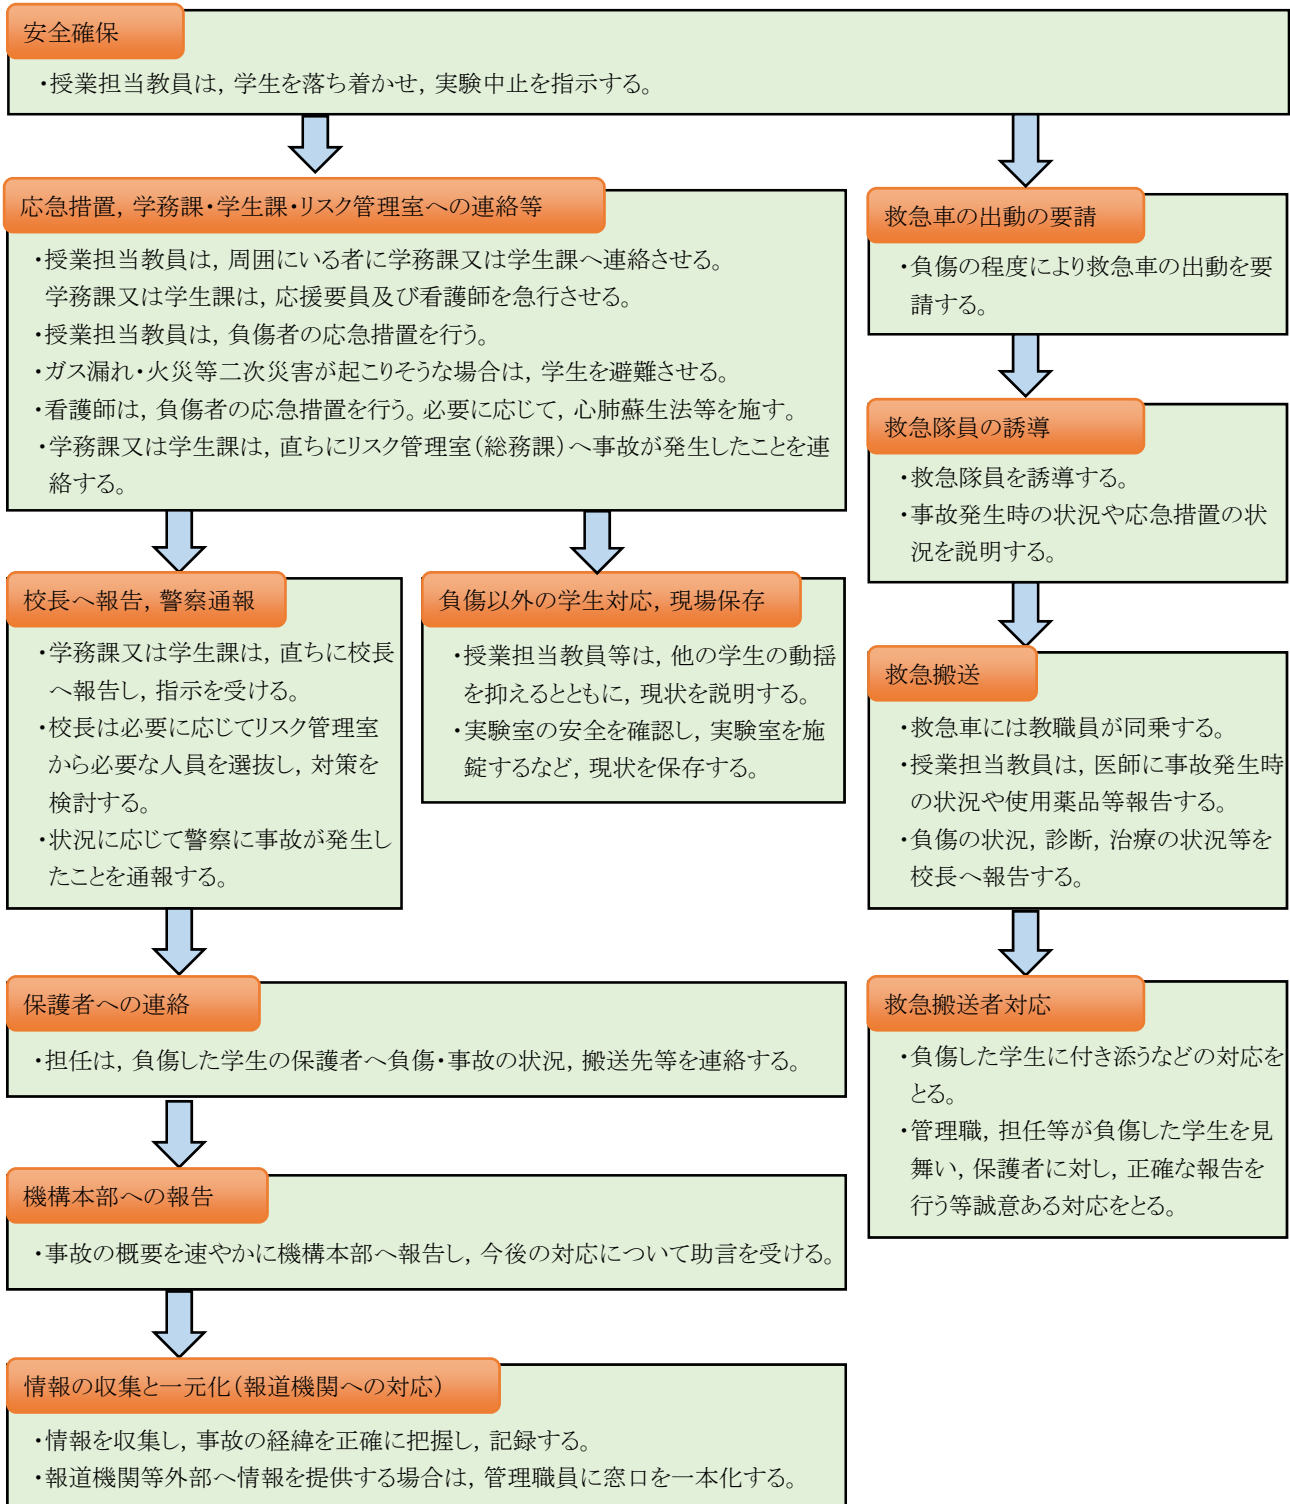 安全確保
・授業担当教員は，学生を落ち着かせ，実験中止を指示する。
応急措置，学務課・学生課・リスク管理室への連絡等
・授業担当教員は，周囲にいる者に学務課又は学生課へ連絡させる。
学務課又は学生課は，応援要員及び看護師を急行させる。
・授業担当教員は，負傷者の応急措置を行う。
・ガス漏れ・火災等二次災害が起こりそうな場合は，学生を避難させる。
・看護師は，負傷者の応急措置を行う。必要に応じて，心肺蘇生法等を施す。
・学務課又は学生課は，直ちにリスク管理室（総務課）へ事故が発生したことを連
絡する。
校長へ報告，警察通報
・学務課又は学生課は，直ちに校長
へ報告し，指示を受ける。
・校長は必要に応じてリスク管理室
から必要な人員を選抜し，対策を
検討する。
・状況に応じて警察に事故が発生し
たことを通報する。
負傷以外の学生対応，現場保存
・授業担当教員等は，他の学生の動揺
を抑えるとともに，現状を説明する。
・実験室の安全を確認し，実験室を施
錠するなど，現状を保存する。
保護者への連絡
・担任は，負傷した学生の保護者へ負傷・事故の状況，搬送先等を連絡する。
機構本部への報告
・事故の概要を速やかに機構本部へ報告し，今後の対応について助言を受ける。
情報の収集と一元化（報道機関への対応）
・情報を収集し，事故の経緯を正確に把握し，記録する。
・報道機関等外部へ情報を提供する場合は，管理職員に窓口を一本化する。
救急車の出動の要請
・負傷の程度により救急車の出動を要
請する。
救急隊員の誘導
・救急隊員を誘導する。
・事故発生時の状況や応急措置の状
況を説明する。
救急搬送
・救急車には教職員が同乗する。
・授業担当教員は，医師に事故発生時
の状況や使用薬品等報告する。
・負傷の状況，診断，治療の状況等を
校長へ報告する。
救急搬送者対応
・負傷した学生に付き添うなどの対応を
とる。
・管理職，担任等が負傷した学生を見
舞い，保護者に対し，正確な報告を
行う等誠意ある対応をとる。